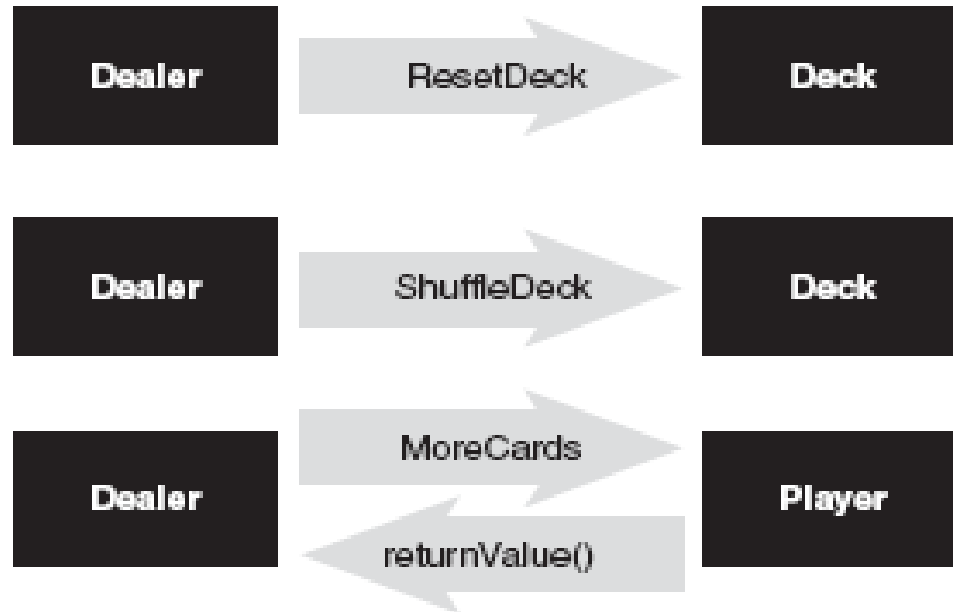 Dealer
ResetDeck
Deck
Dealer
ShuffleDeck
Deck
Dealer
MoreCards
Player
returnValue()